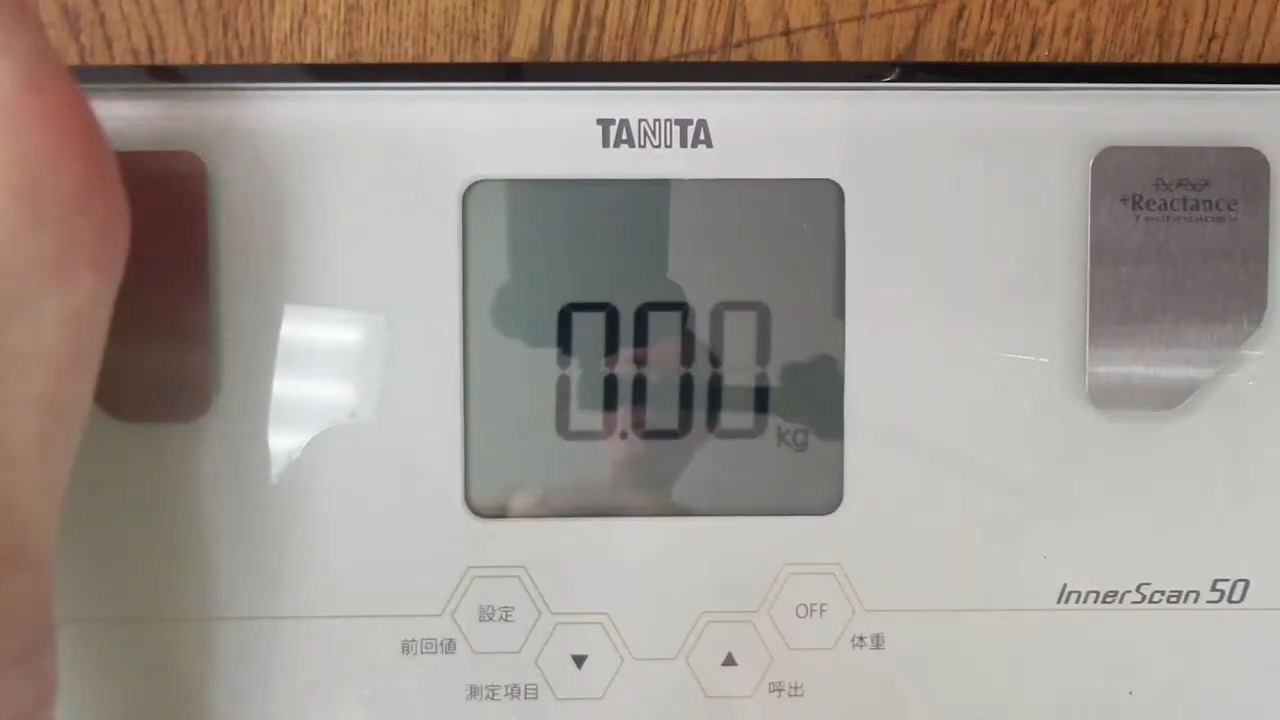 TANITA
+Reactance
Technology
0.00
kg
InnerScan 50
設定
OFF
前回値
体重
▼
▲
測定項目
呼出